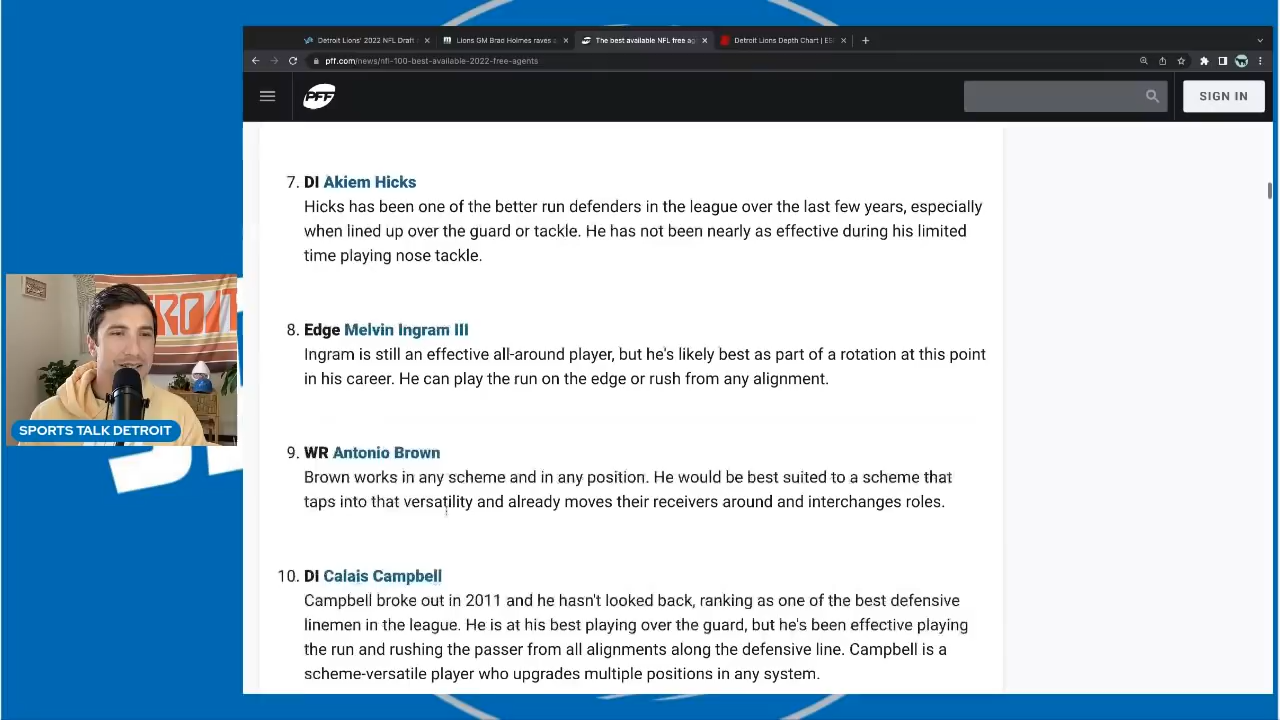 Detroit Lions' 2022 NFL Draft
Lions GM Brad Holmes raves
The best available NFL free ag
Detroit Lions Depth Chart | ES
pff.com/news/nfl-100-best-available-2022-free-agents
PFF
SIGN IN
7. DI Akiem Hicks
Hicks has been one of the better run defenders in the league over the last few years, especially
when lined up over the guard or tackle. He has not been nearly as effective during his limited
time playing nose tackle.
8. Edge Melvin Ingram III
Ingram is still an effective all-around player, but he's likely best as part of a rotation at this point
in his career. He can play the run on the edge or rush from any alignment.
9. WR Antonio Brown
Brown works in any scheme and in any position. He would be best suited to a scheme that
taps into that versatility and already moves their receivers around and interchanges roles.
10. DI Calais Campbell
Campbell broke out in 2011 and he hasn't looked back, ranking as one of the best defensive
linemen in the league. He is at his best playing over the guard, but he's been effective playing
the run and rushing the passer from all alignments along the defensive line. Campbell is a
scheme-versatile player who upgrades multiple positions in any system.
SPORTS TALK DETROIT